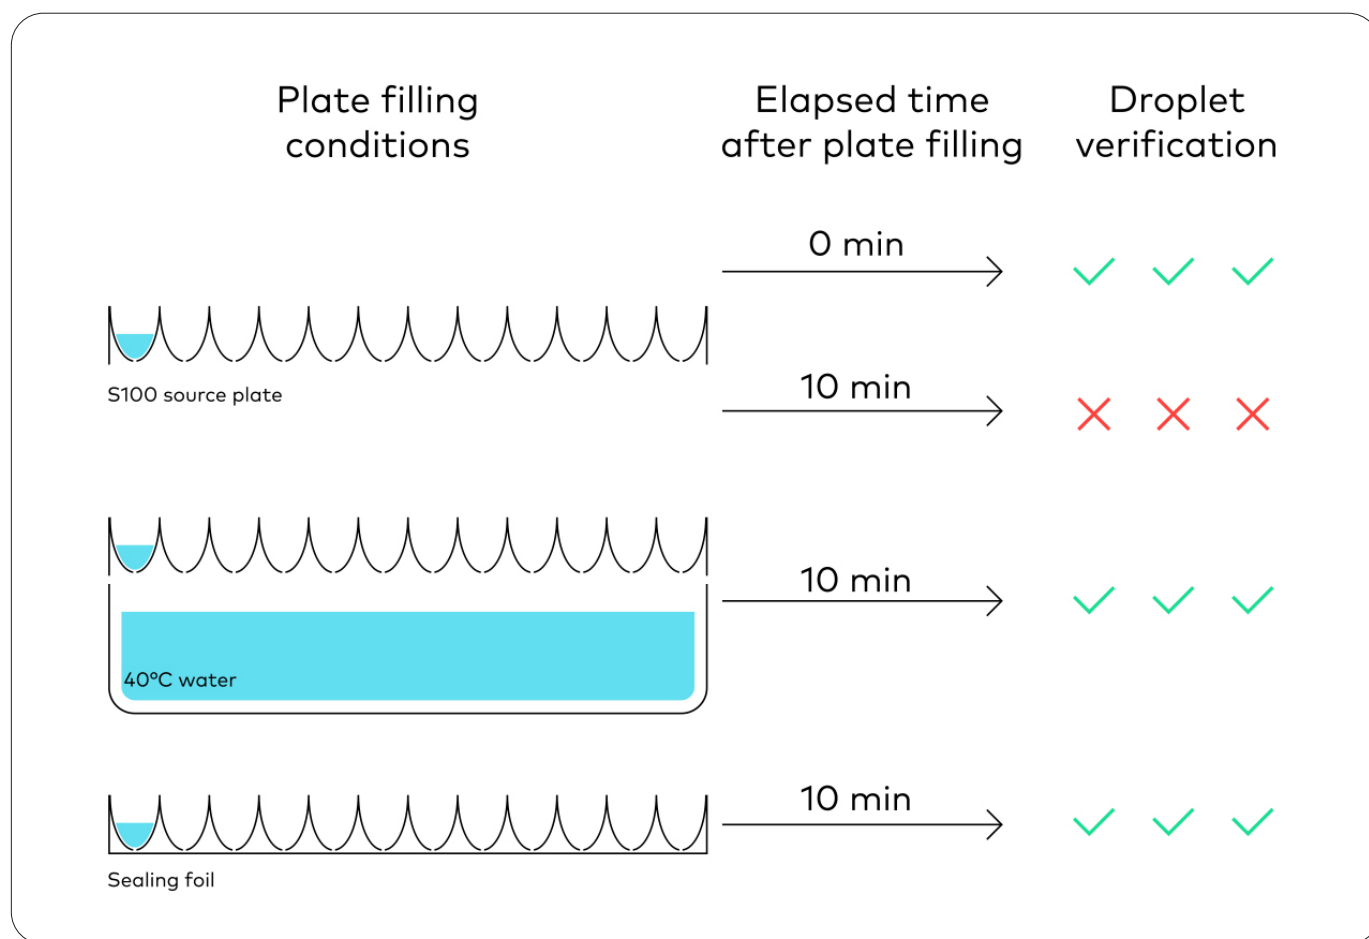 Plate filling
conditions
Elapsed time
after plate filling
Droplet
verification
0 min
S100 source plate
10 min
10 min
40°C water
10 min
Sealing foil